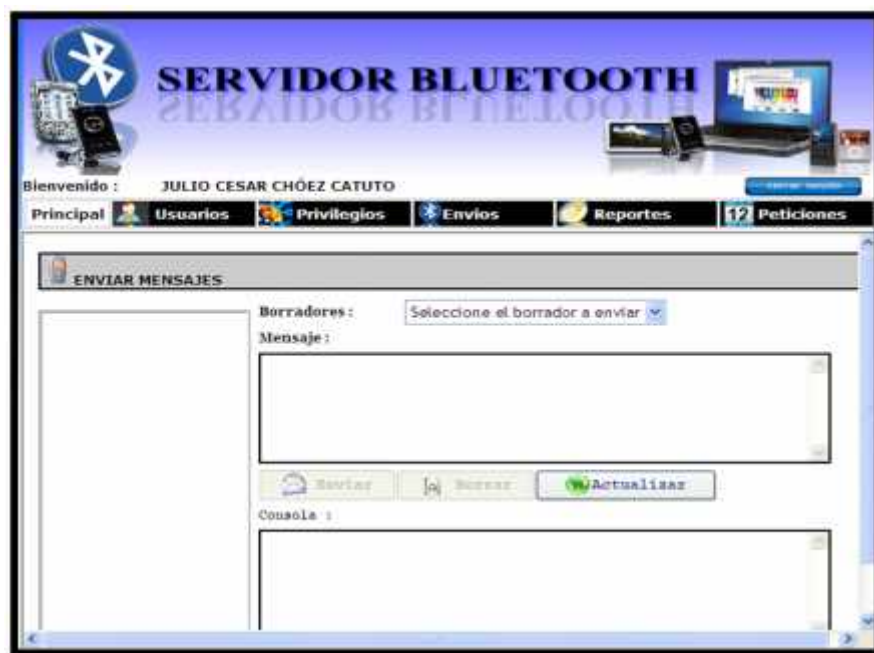 SERVIDOR BLUETOOTH
Bienvenido : JULIO CESAR CHÓEZ CATUTO
Principal Usuarios Privilegios Envios Reportes 12 Peticiones
ENVIAR MENSAJES
Borradores : Seleccione el borrador a enviar
Mensaje :
Enviar Borrar Actualizar
Consola :